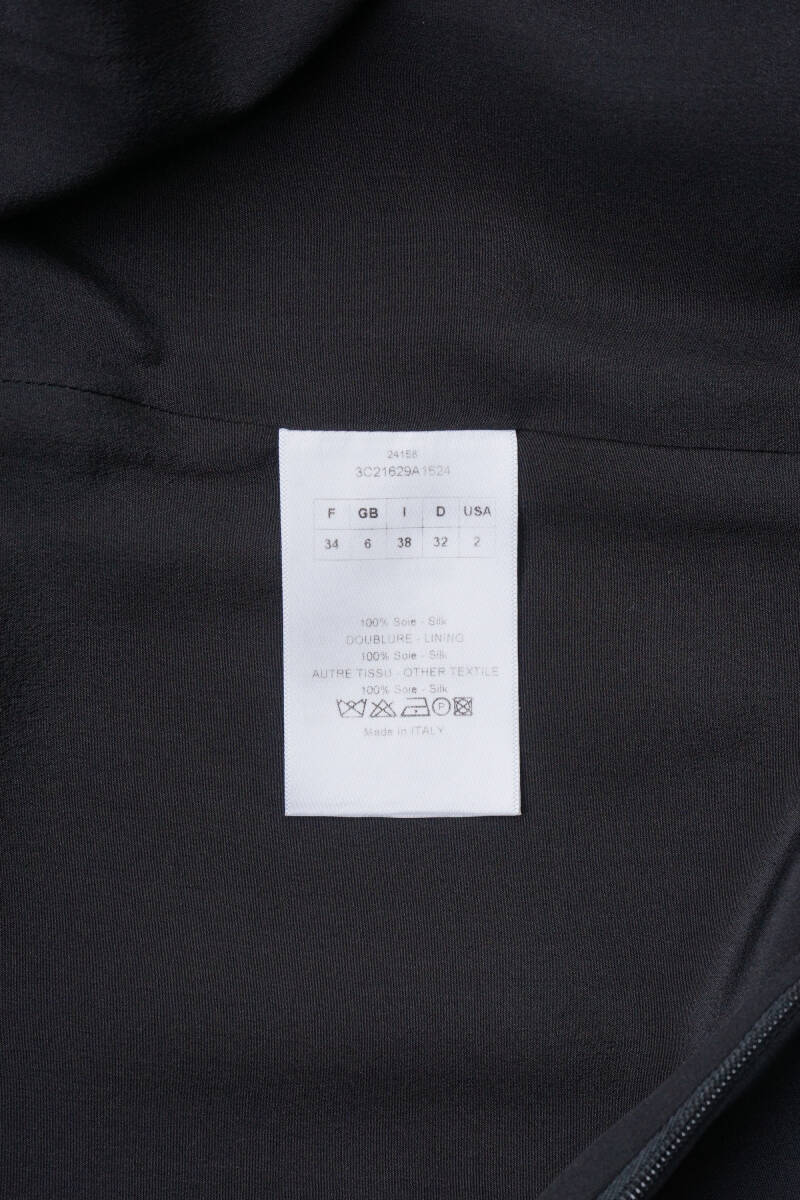 24158
3C21629A1524
F GB I D USA
34 6 38 32 2
100% Soie - Silk
DOUBLURE - LINING
100% Soie - Silk
AUTRE TISSU - OTHER TEXTILE
100% Soie - Silk
P
Made in ITALY